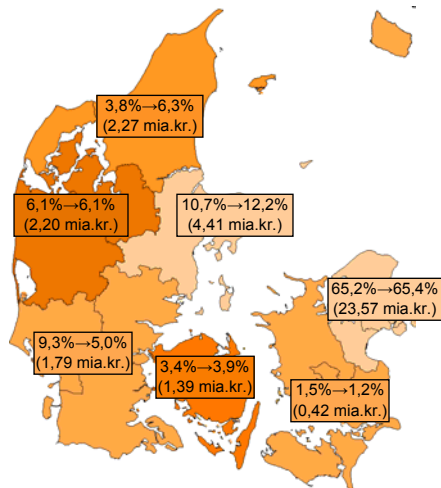 3,8%→6,3%
(2,27 mia.kr.)
6,1%→6,1%
(2,20 mia.kr.)
10,7%→12,2%
(4,41 mia.kr.)
65,2%→65,4%
(23,57 mia.kr.)
9,3%→5,0%
(1,79 mia.kr.)
3,4%→3,9%
(1,39 mia.kr.)
1,5%→1,2%
(0,42 mia.kr.)